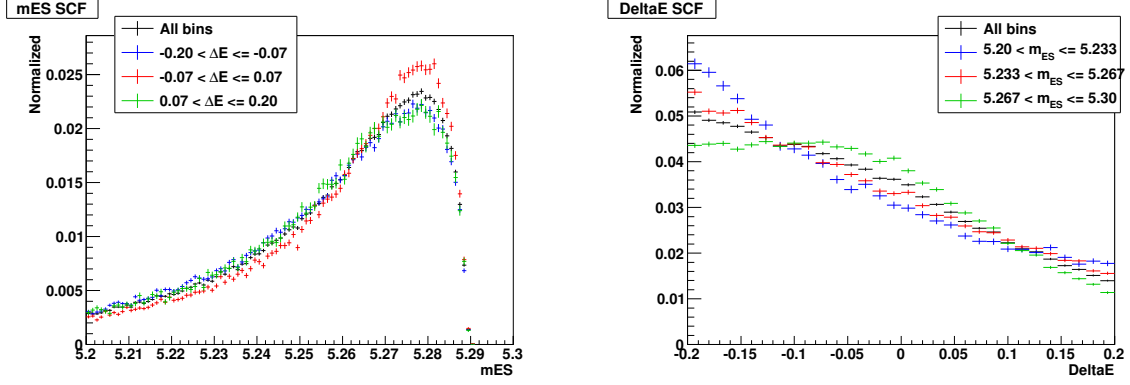 mES SCF
All bins
-0.20 < ΔE <= -0.07
-0.07 < ΔE <= 0.07
0.07 < ΔE <= 0.20
Normalized
0.025
0.02
0.015
0.01
0.005
0
5.2 5.21 5.22 5.23 5.24 5.25 5.26 5.27 5.28 5.29 5.3
mES
DeltaE SCF
All bins
5.20 < mES <= 5.233
5.233 < mES <= 5.267
5.267 < mES <= 5.30
Normalized
0.06
0.05
0.04
0.03
0.02
0.01
0
-0.2 -0.15 -0.1 -0.05 0 0.05 0.1 0.15 0.2
DeltaE